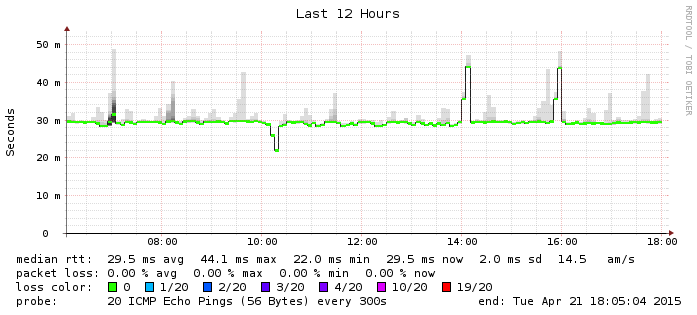 Last 12 Hours
RRDTOOL / TOBI OETIKER
Seconds
50 m
40 m
30 m
20 m
10 m
0
08:00 10:00 12:00 14:00 16:00 18:00
median rtt: 29.5 ms avg 44.1 ms max 22.0 ms min 29.5 ms now 2.0 ms sd 14.5 am/s
packet loss: 0.00 % avg 0.00 % max 0.00 % min 0.00 % now
loss color: 0 1/20 2/20 3/20 4/20 10/20 19/20
probe: 20 ICMP Echo Pings (56 Bytes) every 300s end: Tue Apr 21 18:05:04 2015